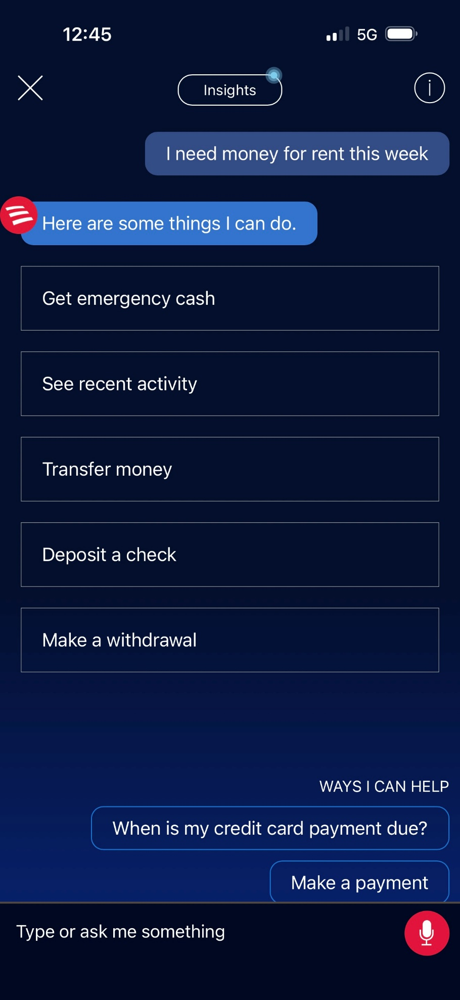 12:45
5G
Insights
I need money for rent this week
Here are some things I can do.
Get emergency cash
See recent activity
Transfer money
Deposit a check
Make a withdrawal
WAYS I CAN HELP
When is my credit card payment due?
Make a payment
Type or ask me something